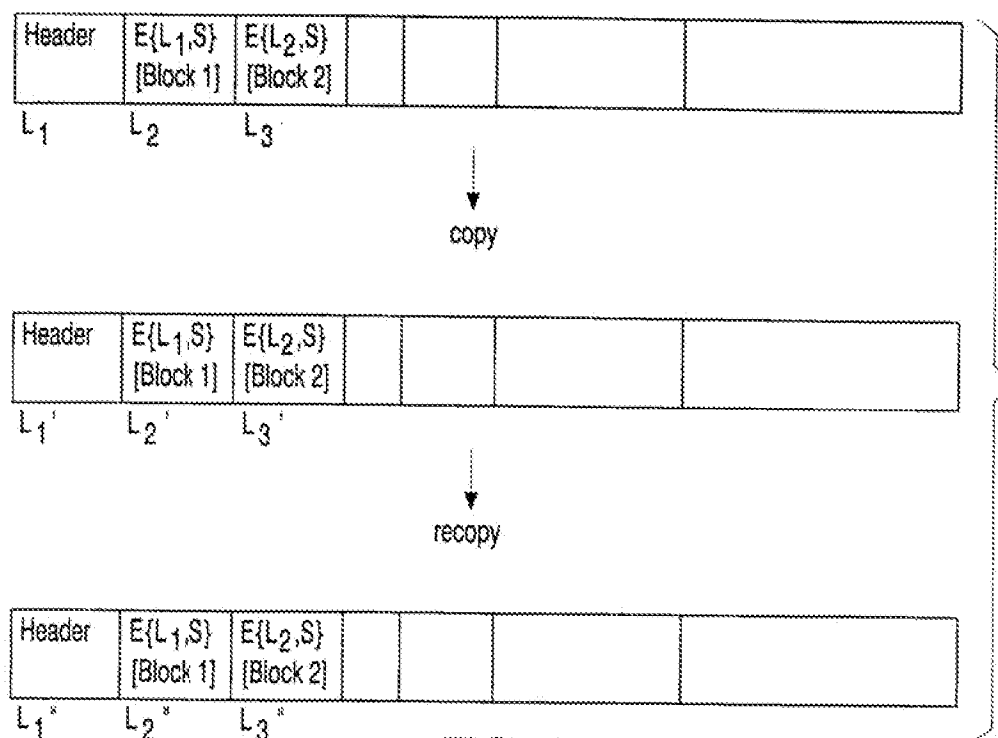 Header E{L1,S} E{L2,S}
[Block 1] [Block 2]
L1 L2 L3
copy
Header E{L1,S} E{L2,S}
[Block 1] [Block 2]
L1' L2' L3'
recopy
Header E{L1,S} E{L2,S}
[Block 1] [Block 2]
L1" L2" L3"